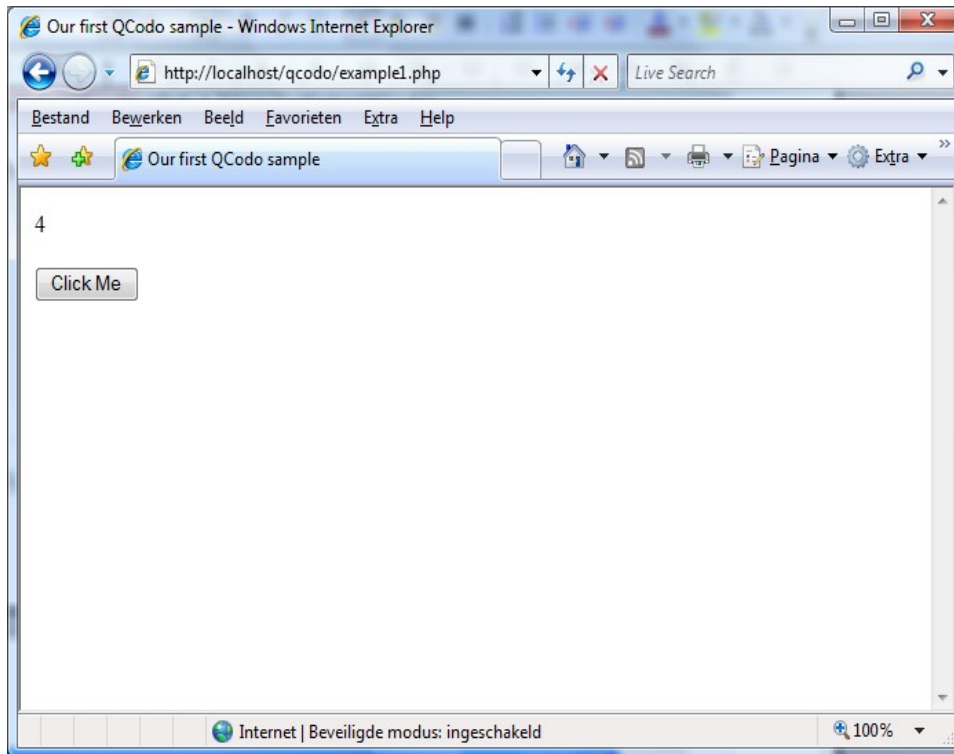 Our first QCodo sample - Windows Internet Explorer
http://localhost/qcodo/example1.php
Live Search
Bestand Bewerken Beeld Favorieten Extra Help
Our first QCodo sample
Pagina
Extra
4
Click Me
Internet | Beveiligde modus: ingeschakeld
100%